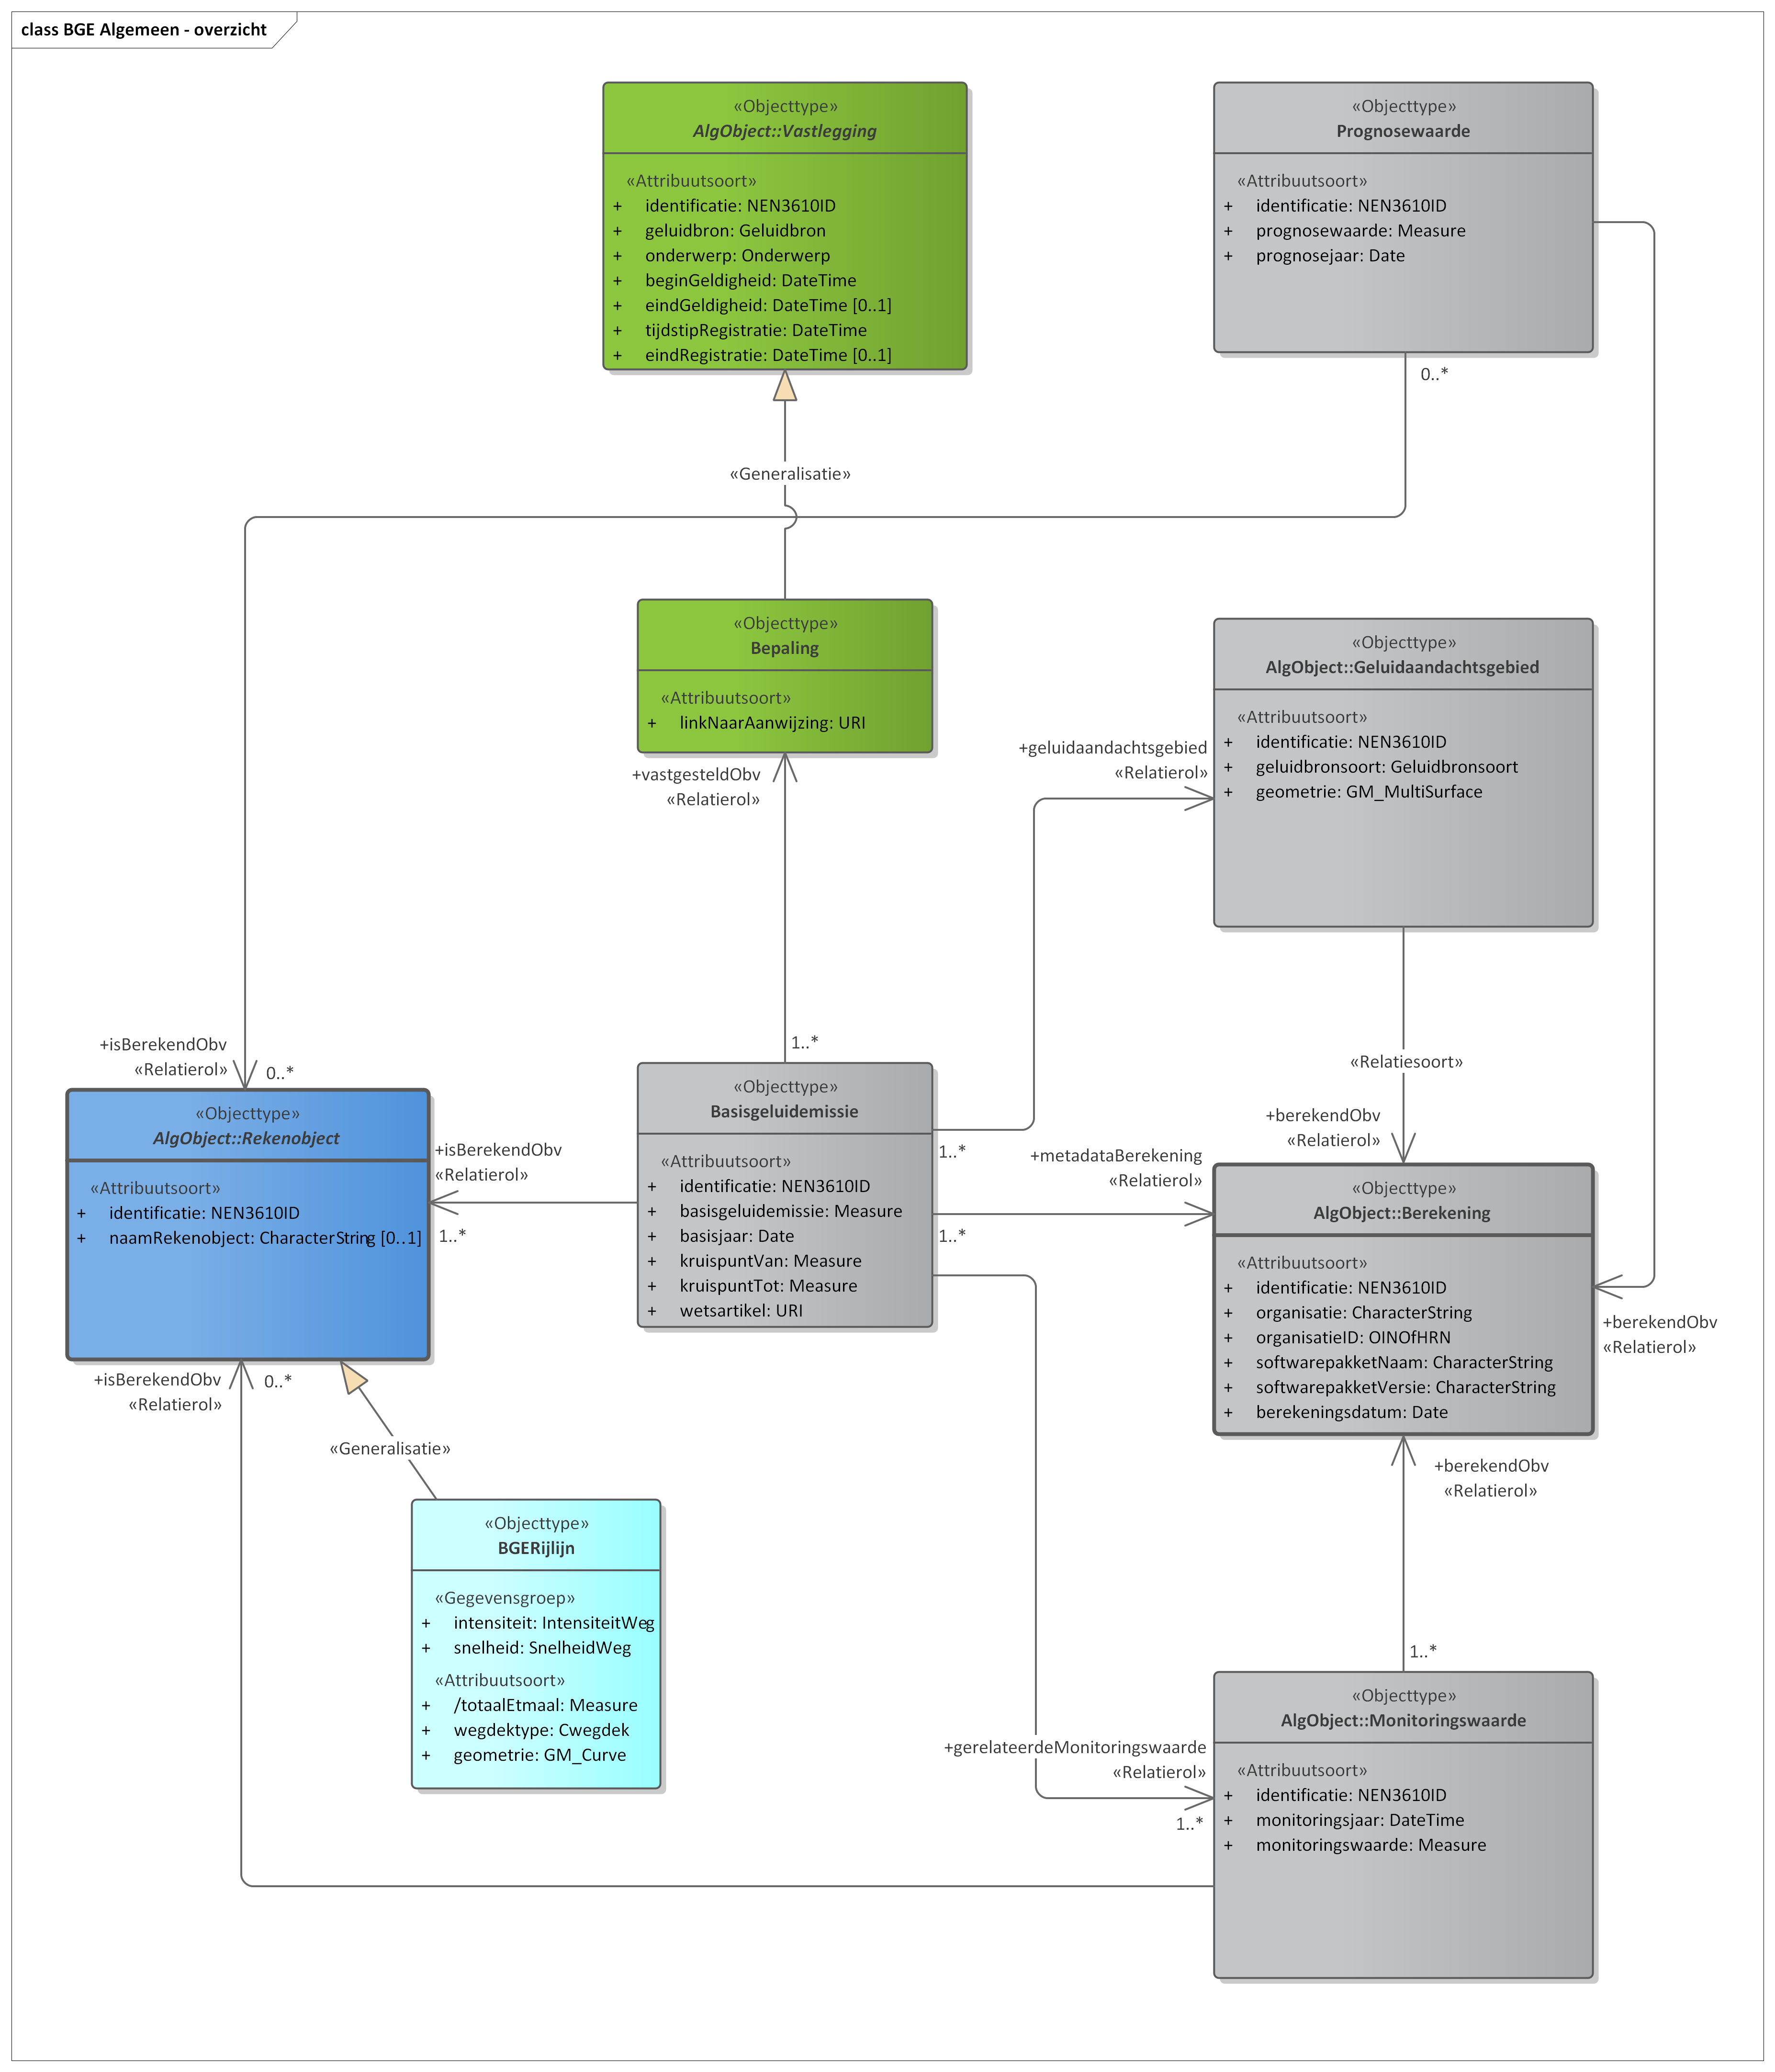 class BGE Algemeen - overzicht
«Objecttype»
AlgObject::Vastlegging
«Attribuutsoort»
+ identificatie: NEN3610ID
+ geluidbron: Geluidbron
+ onderwerp: Onderwerp
+ beginGeldigheid: DateTime
+ eindGeldigheid: DateTime [0..1]
+ tijdstipRegistratie: DateTime
+ eindRegistratie: DateTime [0..1]
«Objecttype»
Prognosewaarde
«Attribuutsoort»
+ identificatie: NEN3610ID
+ prognosewaarde: Measure
+ prognosejaar: Date
0..*
«Generalisatie»
«Objecttype»
Bepaling
«Attribuutsoort»
+ linkNaarAanwijzing: URI
+vastgesteldObv
«Relatierol»
1..*
«Objecttype»
AlgObject::Geluidaandachtsgebied
«Attribuutsoort»
+ identificatie: NEN3610ID
+ geluidbronsoort: Geluidbronsoort
+ geometrie: GM_MultiSurface
+geluidaandachtsgebied
«Relatierol»
«Relatiesoort»
+berekendObv
«Relatierol»
+isBerekendObv
«Relatierol»
0..*
«Objecttype»
AlgObject::Rekenobject
«Attribuutsoort»
+ identificatie: NEN3610ID
+ naamRekenobject: CharacterString [0..1]
+isBerekendObv
«Relatierol»
1..*
«Objecttype»
Basisgeluidemissie
«Attribuutsoort»
+ identificatie: NEN3610ID
+ basisgeluidemissie: Measure
+ basisjaar: Date
+ kruispuntVan: Measure
+ kruispuntTot: Measure
+ wetsartikel: URI
1..*
+metadataBerekening
«Relatierol»
1..*
«Objecttype»
AlgObject::Berekening
«Attribuutsoort»
+ identificatie: NEN3610ID
+ organisatie: CharacterString
+ organisatieID: OINOfHRN
+ softwarepakketNaam: CharacterString
+ softwarepakketVersie: CharacterString
+ berekeningsdatum: Date
+berekendObv
«Relatierol»
+isBerekendObv
«Relatierol»
0..*
«Generalisatie»
«Objecttype»
BGERijlijn
«Gegevensgroep»
+ intensiteit: IntensiteitWeg
+ snelheid: SnelheidWeg
«Attribuutsoort»
+ /totaalEtmaal: Measure
+ wegdektype: Cwegdek
+ geometrie: GM_Curve
+berekendObv
«Relatierol»
1..*
+gerelateerdeMonitoringswaarde
«Relatierol»
1..*
«Objecttype»
AlgObject::Monitoringswaarde
«Attribuutsoort»
+ identificatie: NEN3610ID
+ monitoringsjaar: DateTime
+ monitoringswaarde: Measure